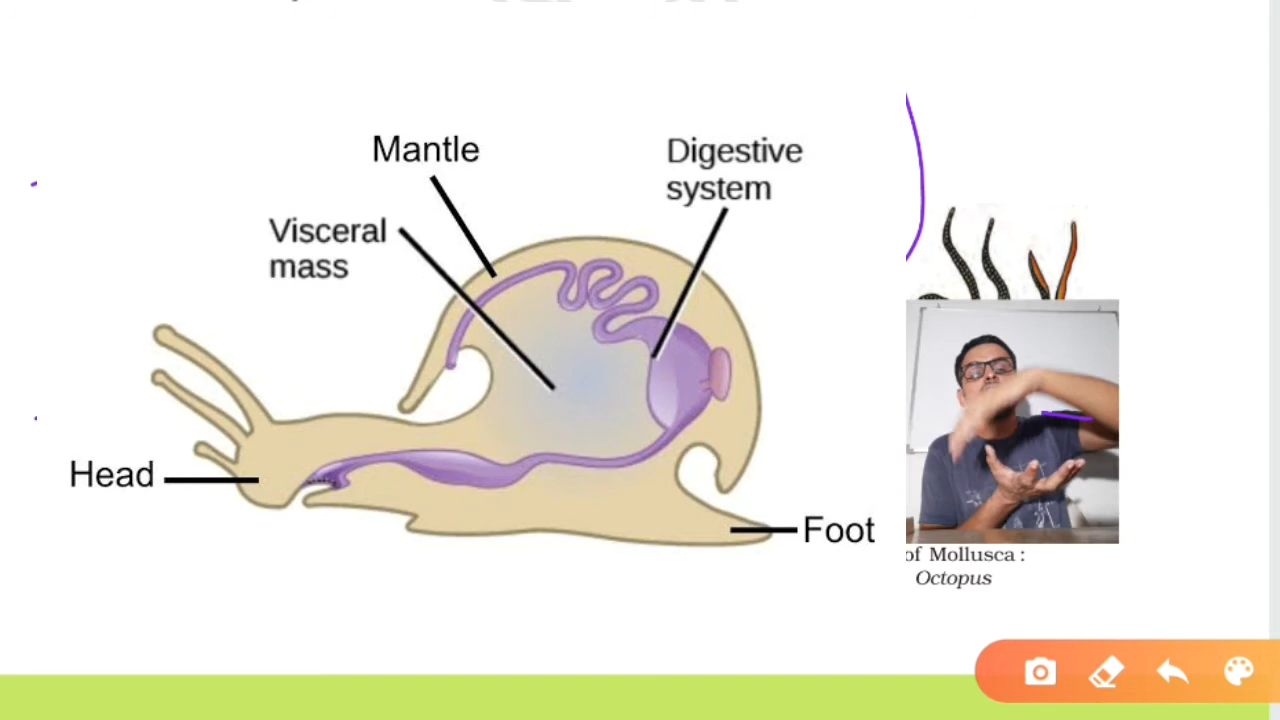 Mantle
Digestive
system
Visceral
mass
Head
Foot
of Mollusca :
Octopus